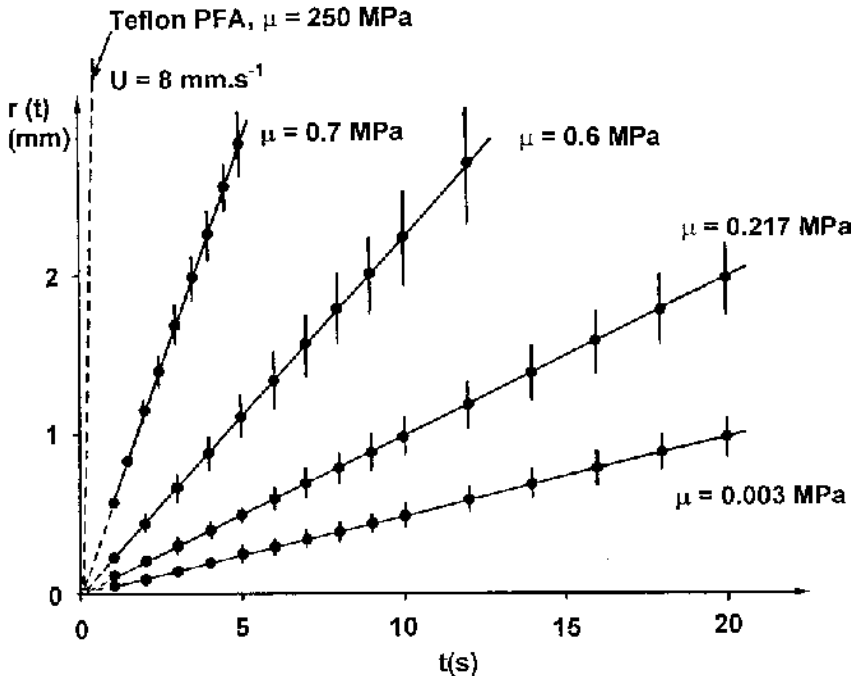 Teflon PFA, μ = 250 MPa
U = 8 mm.s⁻¹
r (t)
(mm)
μ = 0.7 MPa
μ = 0.6 MPa
μ = 0.217 MPa
2
1
μ = 0.003 MPa
0
0 5 10 15 20
t(s)